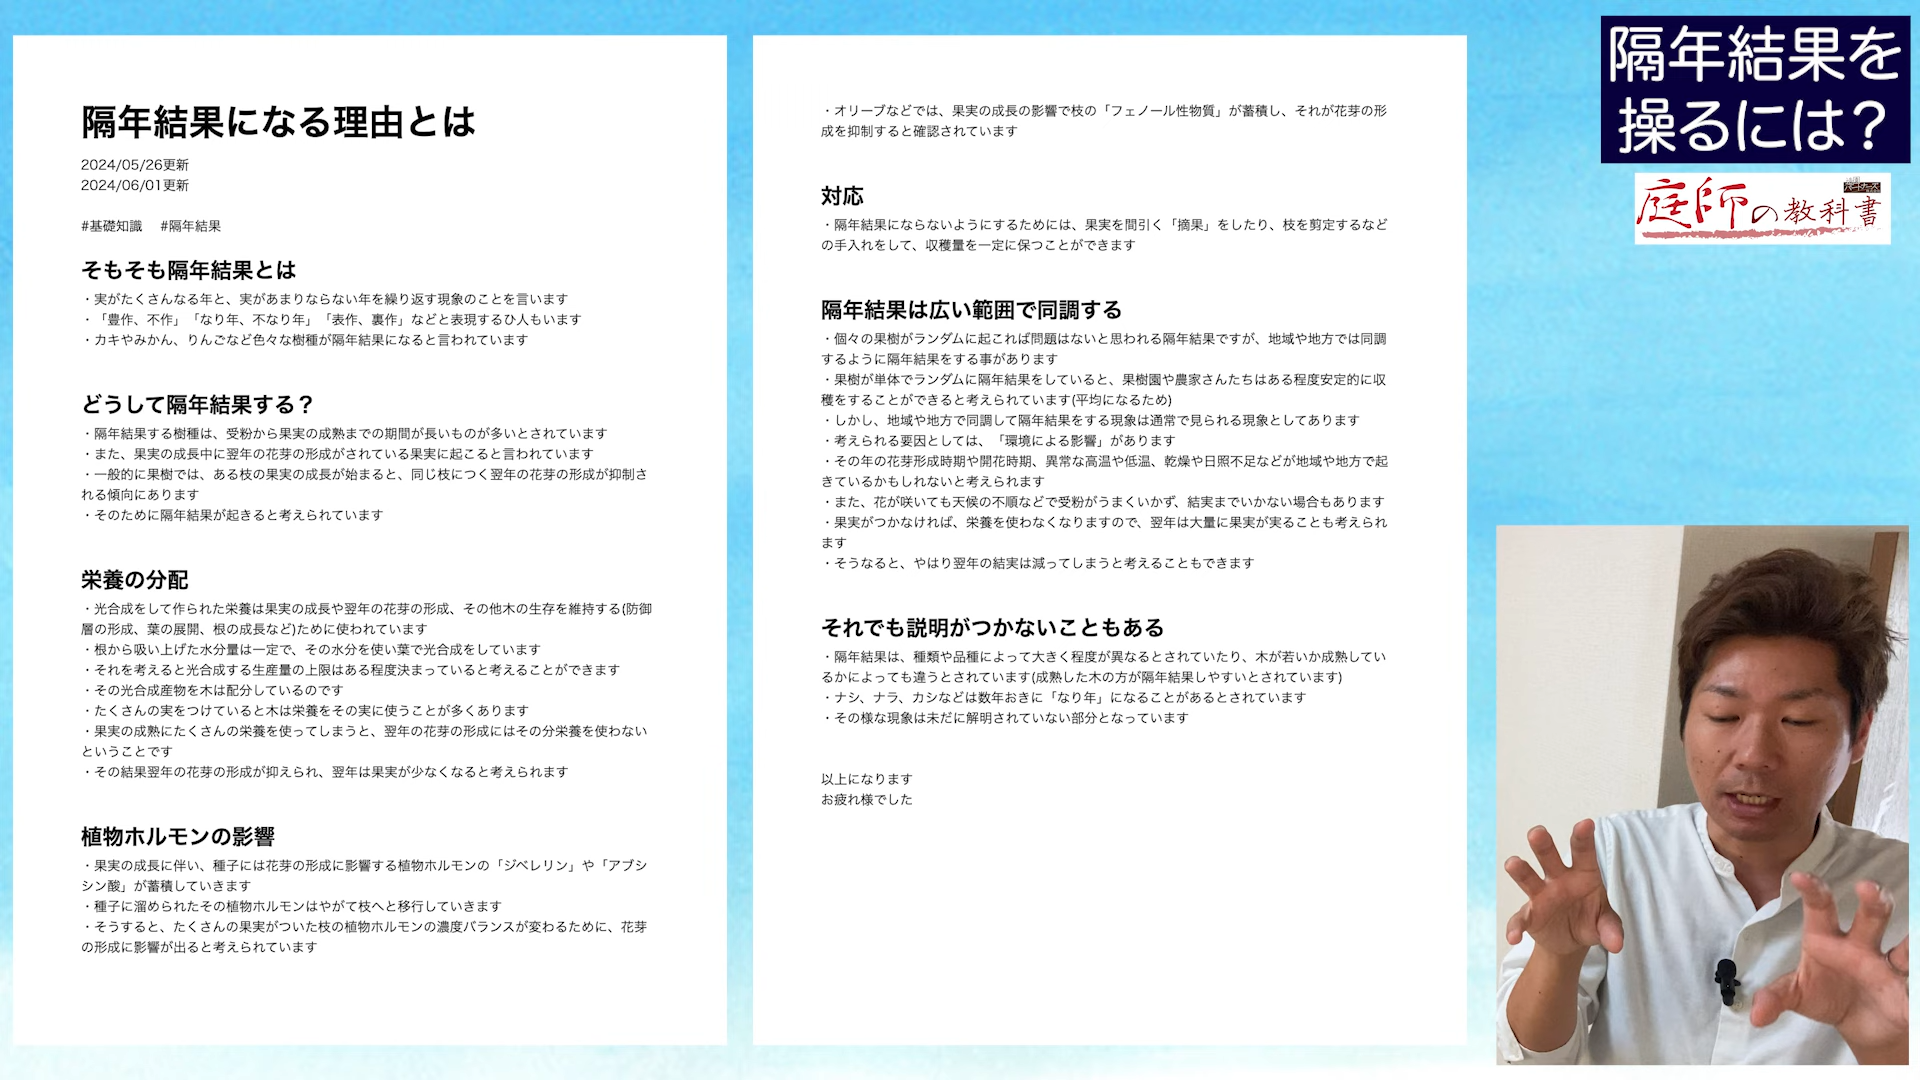 隔年結果になる理由とは
2024/05/26更新
2024/06/01更新
#基礎知識 #隔年結果
そもそも隔年結果とは
・実がたくさんなる年と、実があまりならない年を繰り返す現象のことを言います
・「豊作、不作」「なり年、不なり年」「表作、裏作」などと表現するひ人もいます
・カキやみかん、りんごなど色々な樹種が隔年結果になると言われています
どうして隔年結果する？
・隔年結果する樹種は、受粉から果実の成熟までの期間が長いものが多いとされています
・また、果実の成長中に翌年の花芽の形成がされている果実に起こると言われています
・一般的に果樹では、ある枝の果実の成長が始まると、同じ枝につく翌年の花芽の形成が抑制さ
れる傾向にあります
・そのために隔年結果が起きると考えられています
栄養の分配
・光合成をして作られた栄養は果実の成長や翌年の花芽の形成、その他木の生存を維持する(防御
層の形成、葉の展開、根の成長など)ために使われています
・根から吸い上げた水分量は一定で、その水分を使い葉で光合成をしています
・それを考えると光合成する生産量の上限はある程度決まっていると考えることができます
・その光合成産物を木は配分しているのです
・たくさんの実をつけていると木は栄養をその実に使うことが多くあります
・果実の成熟にたくさんの栄養を使ってしまうと、翌年の花芽の形成にはその分栄養を使わない
ということです
・その結果翌年の花芽の形成が抑えられ、翌年は果実が少なくなると考えられます
植物ホルモンの影響
・果実の成長に伴い、種子には花芽の形成に影響する植物ホルモンの「ジベレリン」や「アブシ
シン酸」が蓄積していきます
・種子に溜められたその植物ホルモンはやがて枝へと移行していきます
・そうすると、たくさんの果実がついた枝の植物ホルモンの濃度バランスが変わるために、花芽
の形成に影響が出ると考えられています
・オリーブなどでは、果実の成長の影響で枝の「フェノール性物質」が蓄積し、それが花芽の形
成を抑制すると確認されています
対応
・隔年結果にならないようにするためには、果実を間引く「摘果」をしたり、枝を剪定するなど
の手入れをして、収穫量を一定に保つことができます
隔年結果は広い範囲で同調する
・個々の果樹がランダムに起これば問題はないと思われる隔年結果ですが、地域や地方では同調
するように隔年結果をする事があります
・果樹が単体でランダムに隔年結果をしていると、果樹園や農家さんたちはある程度安定的に収
穫をすることができると考えられています(平均になるため)
・しかし、地域や地方で同調して隔年結果をする現象は通常で見られる現象としてあります
・考えられる要因としては、「環境による影響」があります
・その年の花芽形成時期や開花時期、異常な高温や低温、乾燥や日照不足などが地域や地方で起
きているかもしれないと考えられます
・また、花が咲いても天候の不順などで受粉がうまくいかず、結実までいかない場合もあります
・果実がつかなければ、栄養を使わなくなりますので、翌年は大量に果実が実ることも考えられ
ます
・そうなると、やはり翌年の結実は減ってしまうと考えることもできます
それでも説明がつかないこともある
・隔年結果は、種類や品種によって大きく程度が異なるとされていたり、木が若いか成熟してい
るかによっても違うとされています(成熟した木の方が隔年結果しやすいとされています)
・ナシ、ナラ、カシなどは数年おきに「なり年」になることがあるとされています
・その様な現象は未だに解明されていない部分となっています
以上になります
お疲れ様でした
隔年結果を
操るには？
庭師の教科書